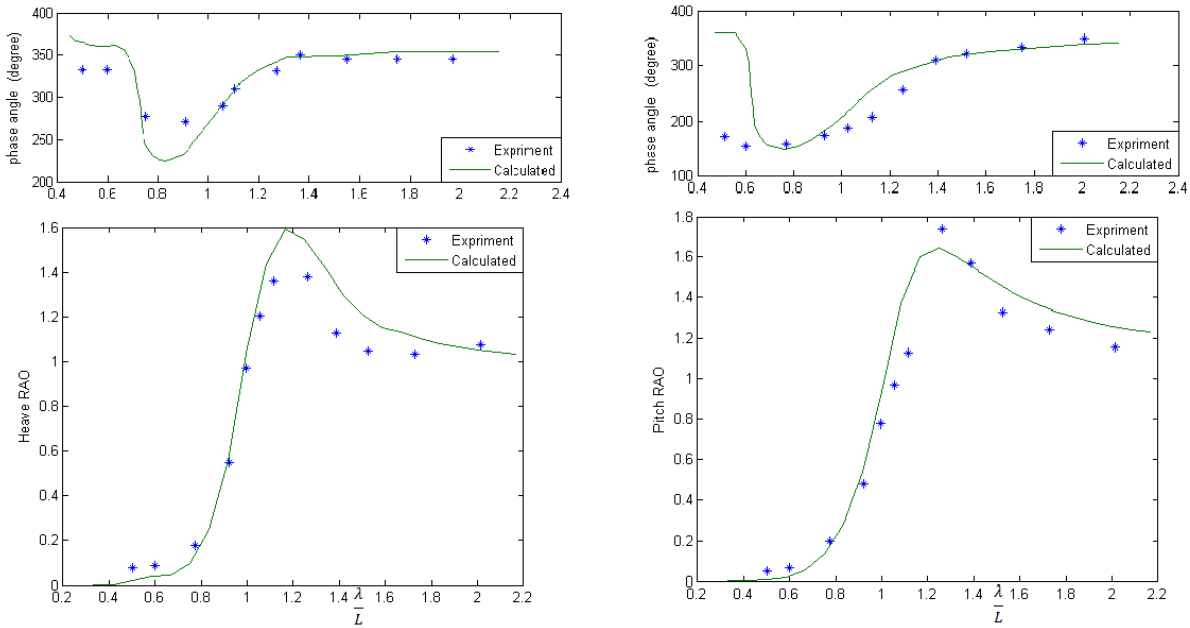 phase angle (degree)
400
350
300
250
200
0.4 0.6 0.8 1 1.2 1.4 1.6 1.8 2 2.2 2.4
Expriment
Calculated
phase angle (degree)
400
300
200
100
0.4 0.6 0.8 1 1.2 1.4 1.6 1.8 2 2.2 2.4
Expriment
Calculated
Heave RAO
1.6
1.4
1.2
1
0.8
0.6
0.4
0.2
0
0.2 0.4 0.6 0.8 1 1.2 1.4 1.6 1.8 2 2.2
λ
L
Expriment
Calculated
Pitch RAO
1.8
1.6
1.4
1.2
1
0.8
0.6
0.4
0.2
0
0.2 0.4 0.6 0.8 1 1.2 1.4 1.6 1.8 2 2.2
λ
L
Expriment
Calculated